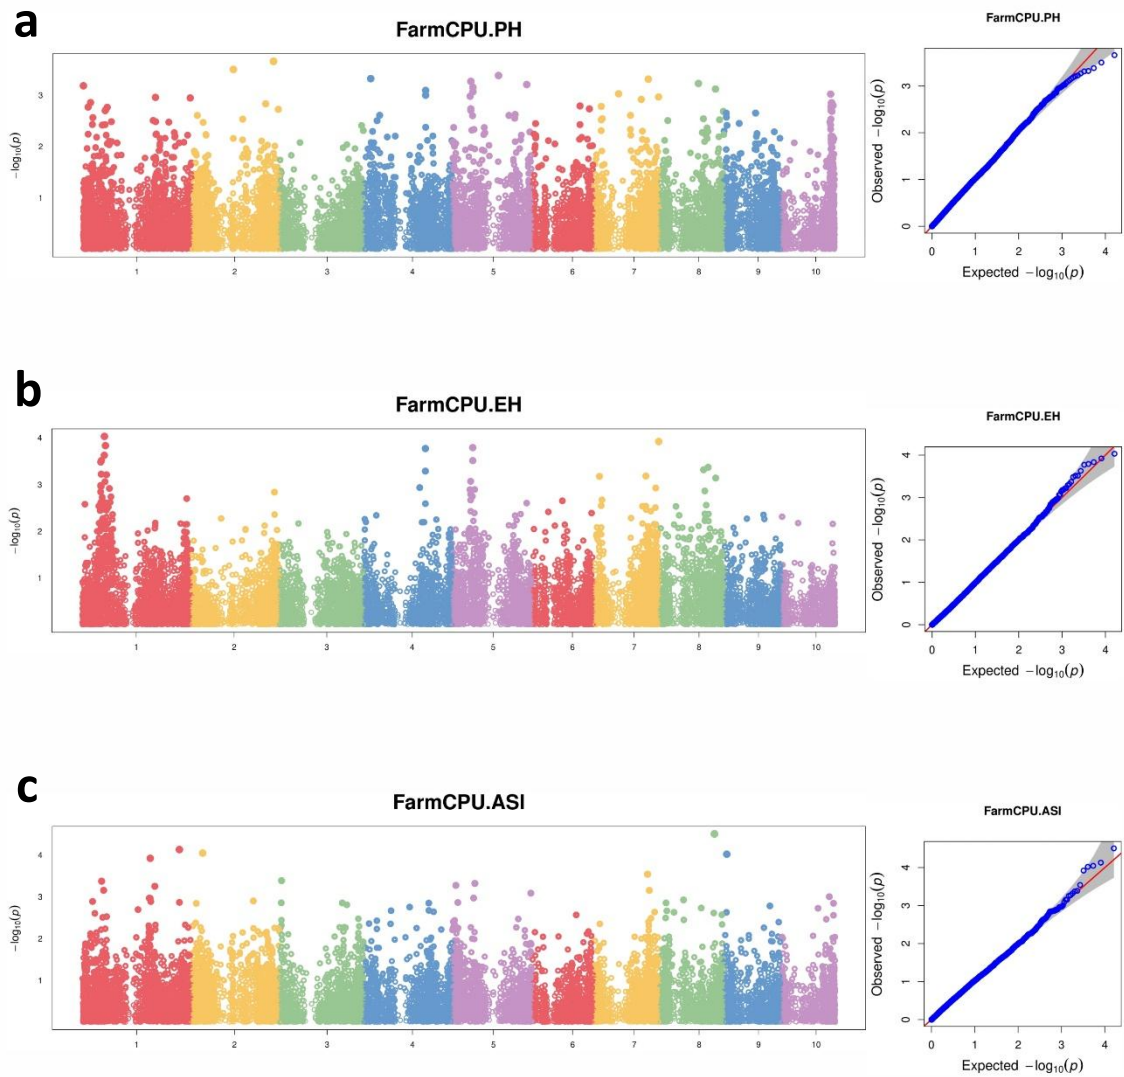 a
FarmCPU.PH
−log₁₀(p)
3
2
1
1 2 3 4 5 6 7 8 9 10
FarmCPU.PH
Observed −log₁₀(p)
3
2
1
0
0 1 2 3 4
Expected −log₁₀(p)
b
FarmCPU.EH
−log₁₀(p)
4
3
2
1
1 2 3 4 5 6 7 8 9 10
FarmCPU.EH
Observed −log₁₀(p)
4
3
2
1
0
0 1 2 3 4
Expected −log₁₀(p)
c
FarmCPU.ASI
−log₁₀(p)
4
3
2
1
1 2 3 4 5 6 7 8 9 10
FarmCPU.ASI
Observed −log₁₀(p)
4
3
2
1
0
0 1 2 3 4
Expected −log₁₀(p)